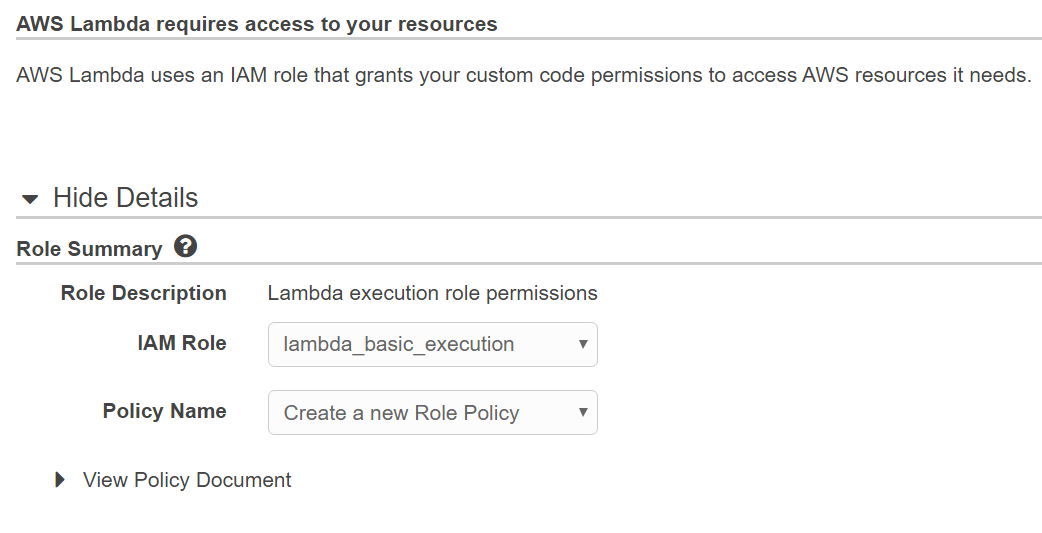 AWS Lambda requires access to your resources
AWS Lambda uses an IAM role that grants your custom code permissions to access AWS resources it needs.
Hide Details
Role Summary ?
Role Description Lambda execution role permissions
IAM Role lambda_basic_execution
Policy Name Create a new Role Policy
View Policy Document